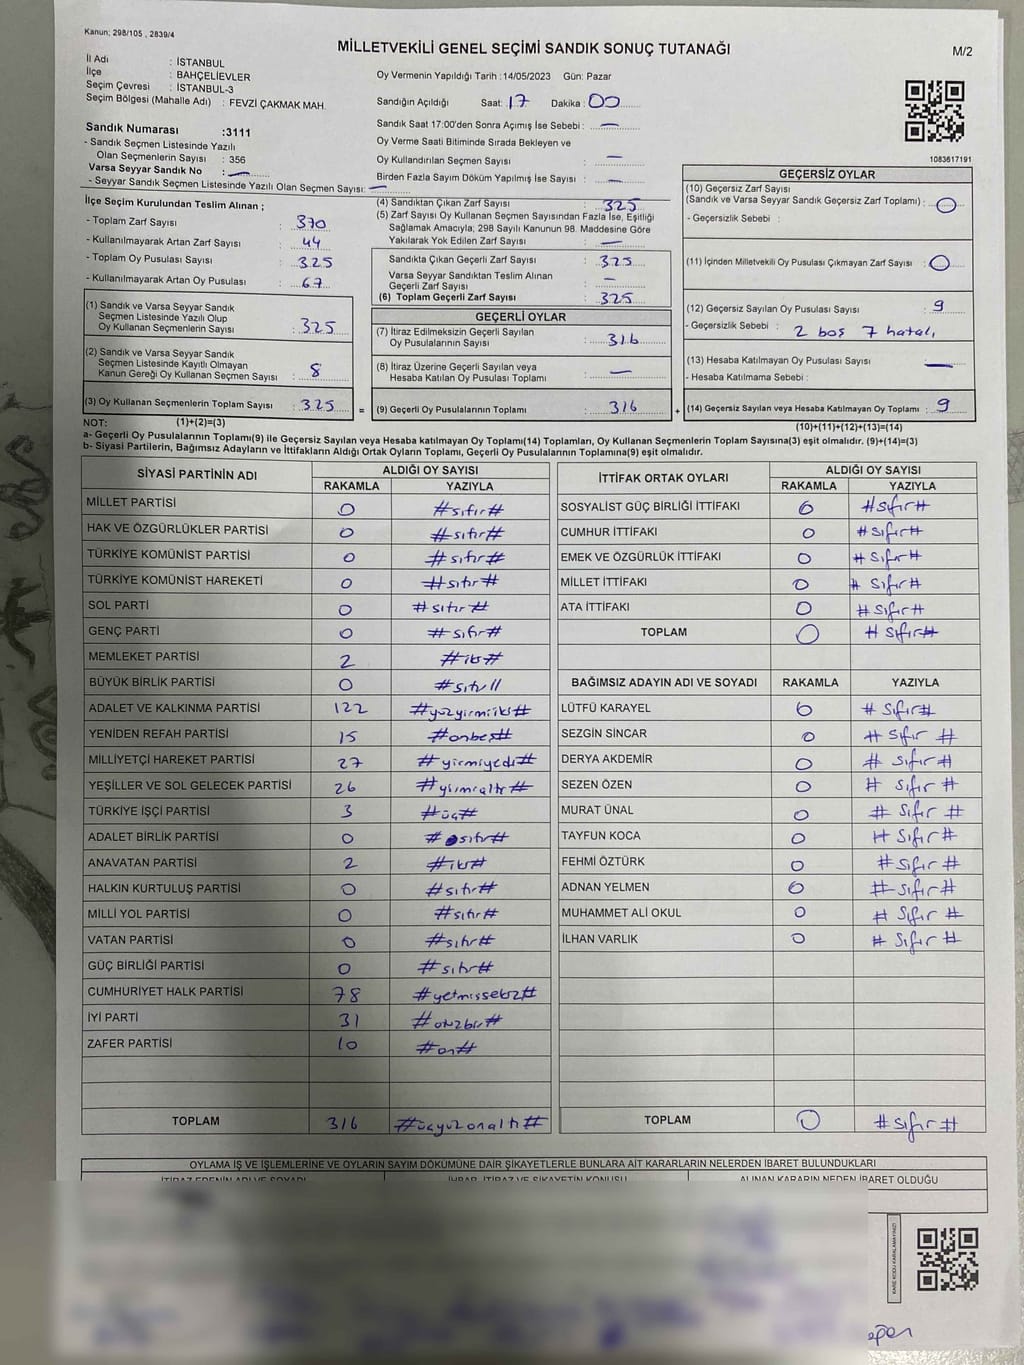 Kanun; 298/105 , 2839/4
MİLLETVEKİLİ GENEL SEÇİMİ SANDIK SONUÇ TUTANAĞI
M/2
İl Adı : İSTANBUL
İlçe : BAHÇELİEVLER
Seçim Çevresi : İSTANBUL-3
Seçim Bölgesi (Mahalle Adı) : FEVZİ ÇAKMAK MAH.
Oy Vermenin Yapıldığı Tarih : 14/05/2023 Gün: Pazar
Sandığın Açıldığı Saat: 17 Dakika : 00
Sandık Saat 17:00'den Sonra Açımış İse Sebebi : —
Oy Verme Saati Bitiminde Sırada Bekleyen ve
Oy Kullandırılan Seçmen Sayısı : —
Birden Fazla Sayım Döküm Yapılmış İse Sayısı : —
Sandık Numarası :3111
- Sandık Seçmen Listesinde Yazılı
Olan Seçmenlerin Sayısı : 356
Varsa Seyyar Sandık No : —
- Seyyar Sandık Seçmen Listesinde Yazılı Olan Seçmen Sayısı: —
1083617191
İlçe Seçim Kurulundan Teslim Alınan ;
- Toplam Zarf Sayısı : 370
- Kullanılmayarak Artan Zarf Sayısı : 44
- Toplam Oy Pusulası Sayısı : 325
- Kullanılmayarak Artan Oy Pusulası : 67
(1) Sandık ve Varsa Seyyar Sandık
Seçmen Listesinde Yazılı Olup
Oy Kullanan Seçmenlerin Sayısı : 325
(2) Sandık ve Varsa Seyyar Sandık
Seçmen Listesinde Kayıtlı Olmayan
Kanun Gereği Oy Kullanan Seçmen Sayısı : 8
(3) Oy Kullanan Seçmenlerin Toplam Sayısı : 325
(4) Sandıktan Çıkan Zarf Sayısı : 325
(5) Zarf Sayısı Oy Kullanan Seçmen Sayısından Fazla İse, Eşitliği
Sağlamak Amacıyla; 298 Sayılı Kanunun 98. Maddesine Göre
Yakılarak Yok Edilen Zarf Sayısı : —
Sandıkta Çıkan Geçerli Zarf Sayısı : 325
Varsa Seyyar Sandıktan Teslim Alınan
Geçerli Zarf Sayısı : —
(6) Toplam Geçerli Zarf Sayısı : 325
GEÇERLİ OYLAR
(7) İtiraz Edilmeksizin Geçerli Sayılan
Oy Pusulalarının Sayısı : 316
(8) İtiraz Üzerine Geçerli Sayılan veya
Hesaba Katılan Oy Pusulası Toplamı : —
= (9) Geçerli Oy Pusulalarının Toplamı : 316 +
GEÇERSİZ OYLAR
(10) Geçersiz Zarf Sayısı
(Sandık ve Varsa Seyyar Sandık Geçersiz Zarf Toplamı) : 0
- Geçersizlik Sebebi :
(11) İçinden Milletvekili Oy Pusulası Çıkmayan Zarf Sayısı : 0
(12) Geçersiz Sayılan Oy Pusulası Sayısı : 9
- Geçersizlik Sebebi : 2 boş 7 hatalı
(13) Hesaba Katılmayan Oy Pusulası Sayısı : —
- Hesaba Katılmama Sebebi :
(14) Geçersiz Sayılan veya Hesaba Katılmayan Oy Toplamı : 9
NOT: (1)+(2)=(3) (10)+(11)+(12)+(13)=(14)
a- Geçerli Oy Pusulalarının Toplamı(9) ile Geçersiz Sayılan veya Hesaba katılmayan Oy Toplamı(14) Toplamları, Oy Kullanan Seçmenlerin Toplam Sayısına(3) eşit olmalıdır. (9)+(14)=(3)
b- Siyasi Partilerin, Bağımsız Adayların ve İttifakların Aldığı Ortak Oyların Toplamı, Geçerli Oy Pusulalarının Toplamına(9) eşit olmalıdır.
SİYASİ PARTİNİN ADI ALDIĞI OY SAYISI
RAKAMLA YAZIYLA
MİLLET PARTİSİ 0 #sıfır#
HAK VE ÖZGÜRLÜKLER PARTİSİ 0 #sıfır#
TÜRKİYE KOMÜNİST PARTİSİ 0 #sıfır#
TÜRKİYE KOMÜNİST HAREKETİ 0 #sıfır#
SOL PARTİ 0 #sıfır#
GENÇ PARTİ 0 #sıfır#
MEMLEKET PARTİSİ 2 #iki#
BÜYÜK BİRLİK PARTİSİ 0 #sıfır//
ADALET VE KALKINMA PARTİSİ 122 #yüzyirmiiki#
YENİDEN REFAH PARTİSİ 15 #onbeş#
MİLLİYETÇİ HAREKET PARTİSİ 27 #yirmiyedi#
YEŞİLLER VE SOL GELECEK PARTİSİ 26 #yirmialtı#
TÜRKİYE İŞÇİ PARTİSİ 3 #üç#
ADALET BİRLİK PARTİSİ 0 # sıfır#
ANAVATAN PARTİSİ 2 #iki#
HALKIN KURTULUŞ PARTİSİ 0 #sıfır#
MİLLİ YOL PARTİSİ 0 #sıfır#
VATAN PARTİSİ 0 #sıfır#
GÜÇ BİRLİĞİ PARTİSİ 0 #sıfır#
CUMHURİYET HALK PARTİSİ 78 #yetmişsekiz#
İYİ PARTİ 31 #otuzbir#
ZAFER PARTİSİ 10 #on#
TOPLAM 316 #üçyüzonaltı#
İTTİFAK ORTAK OYLARI ALDIĞI OY SAYISI
RAKAMLA YAZIYLA
SOSYALİST GÜÇ BİRLİĞİ İTTİFAKI 0 #sıfır#
CUMHUR İTTİFAKI 0 #sıfır#
EMEK VE ÖZGÜRLÜK İTTİFAKI 0 #sıfır#
MİLLET İTTİFAKI 0 # sıfır #
ATA İTTİFAKI 0 # sıfır #
TOPLAM 0 # sıfır#
BAĞIMSIZ ADAYIN ADI VE SOYADI RAKAMLA YAZIYLA
LÜTFÜ KARAYEL 0 # sıfır#
SEZGİN SİNCAR 0 # sıfır #
DERYA AKDEMİR 0 # sıfır #
SEZEN ÖZEN 0 # sıfır #
MURAT ÜNAL 0 # sıfır #
TAYFUN KOCA 0 # sıfır #
FEHMİ ÖZTÜRK 0 #sıfır #
ADNAN YELMEN 0 # sıfır #
MUHAMMET ALİ OKUL 0 # sıfır #
İLHAN VARLIK 0 # sıfır #
TOPLAM 0 #sıfır#
OYLAMA İŞ VE İŞLEMLERİNE VE OYLARIN SAYIM DÖKÜMÜNE DAİR ŞİKAYETLERLE BUNLARA AİT KARARLARIN NELERDEN İBARET BULUNDUKLARI
İTİRAZ EDENİN ADI VE SOYADI İHBAR, İTİRAZ VE ŞİKAYETİN KONUSU ALINAN KARARIN NEDEN İBARET OLDUĞU
KARE KODU KARALAMAYINIZ!